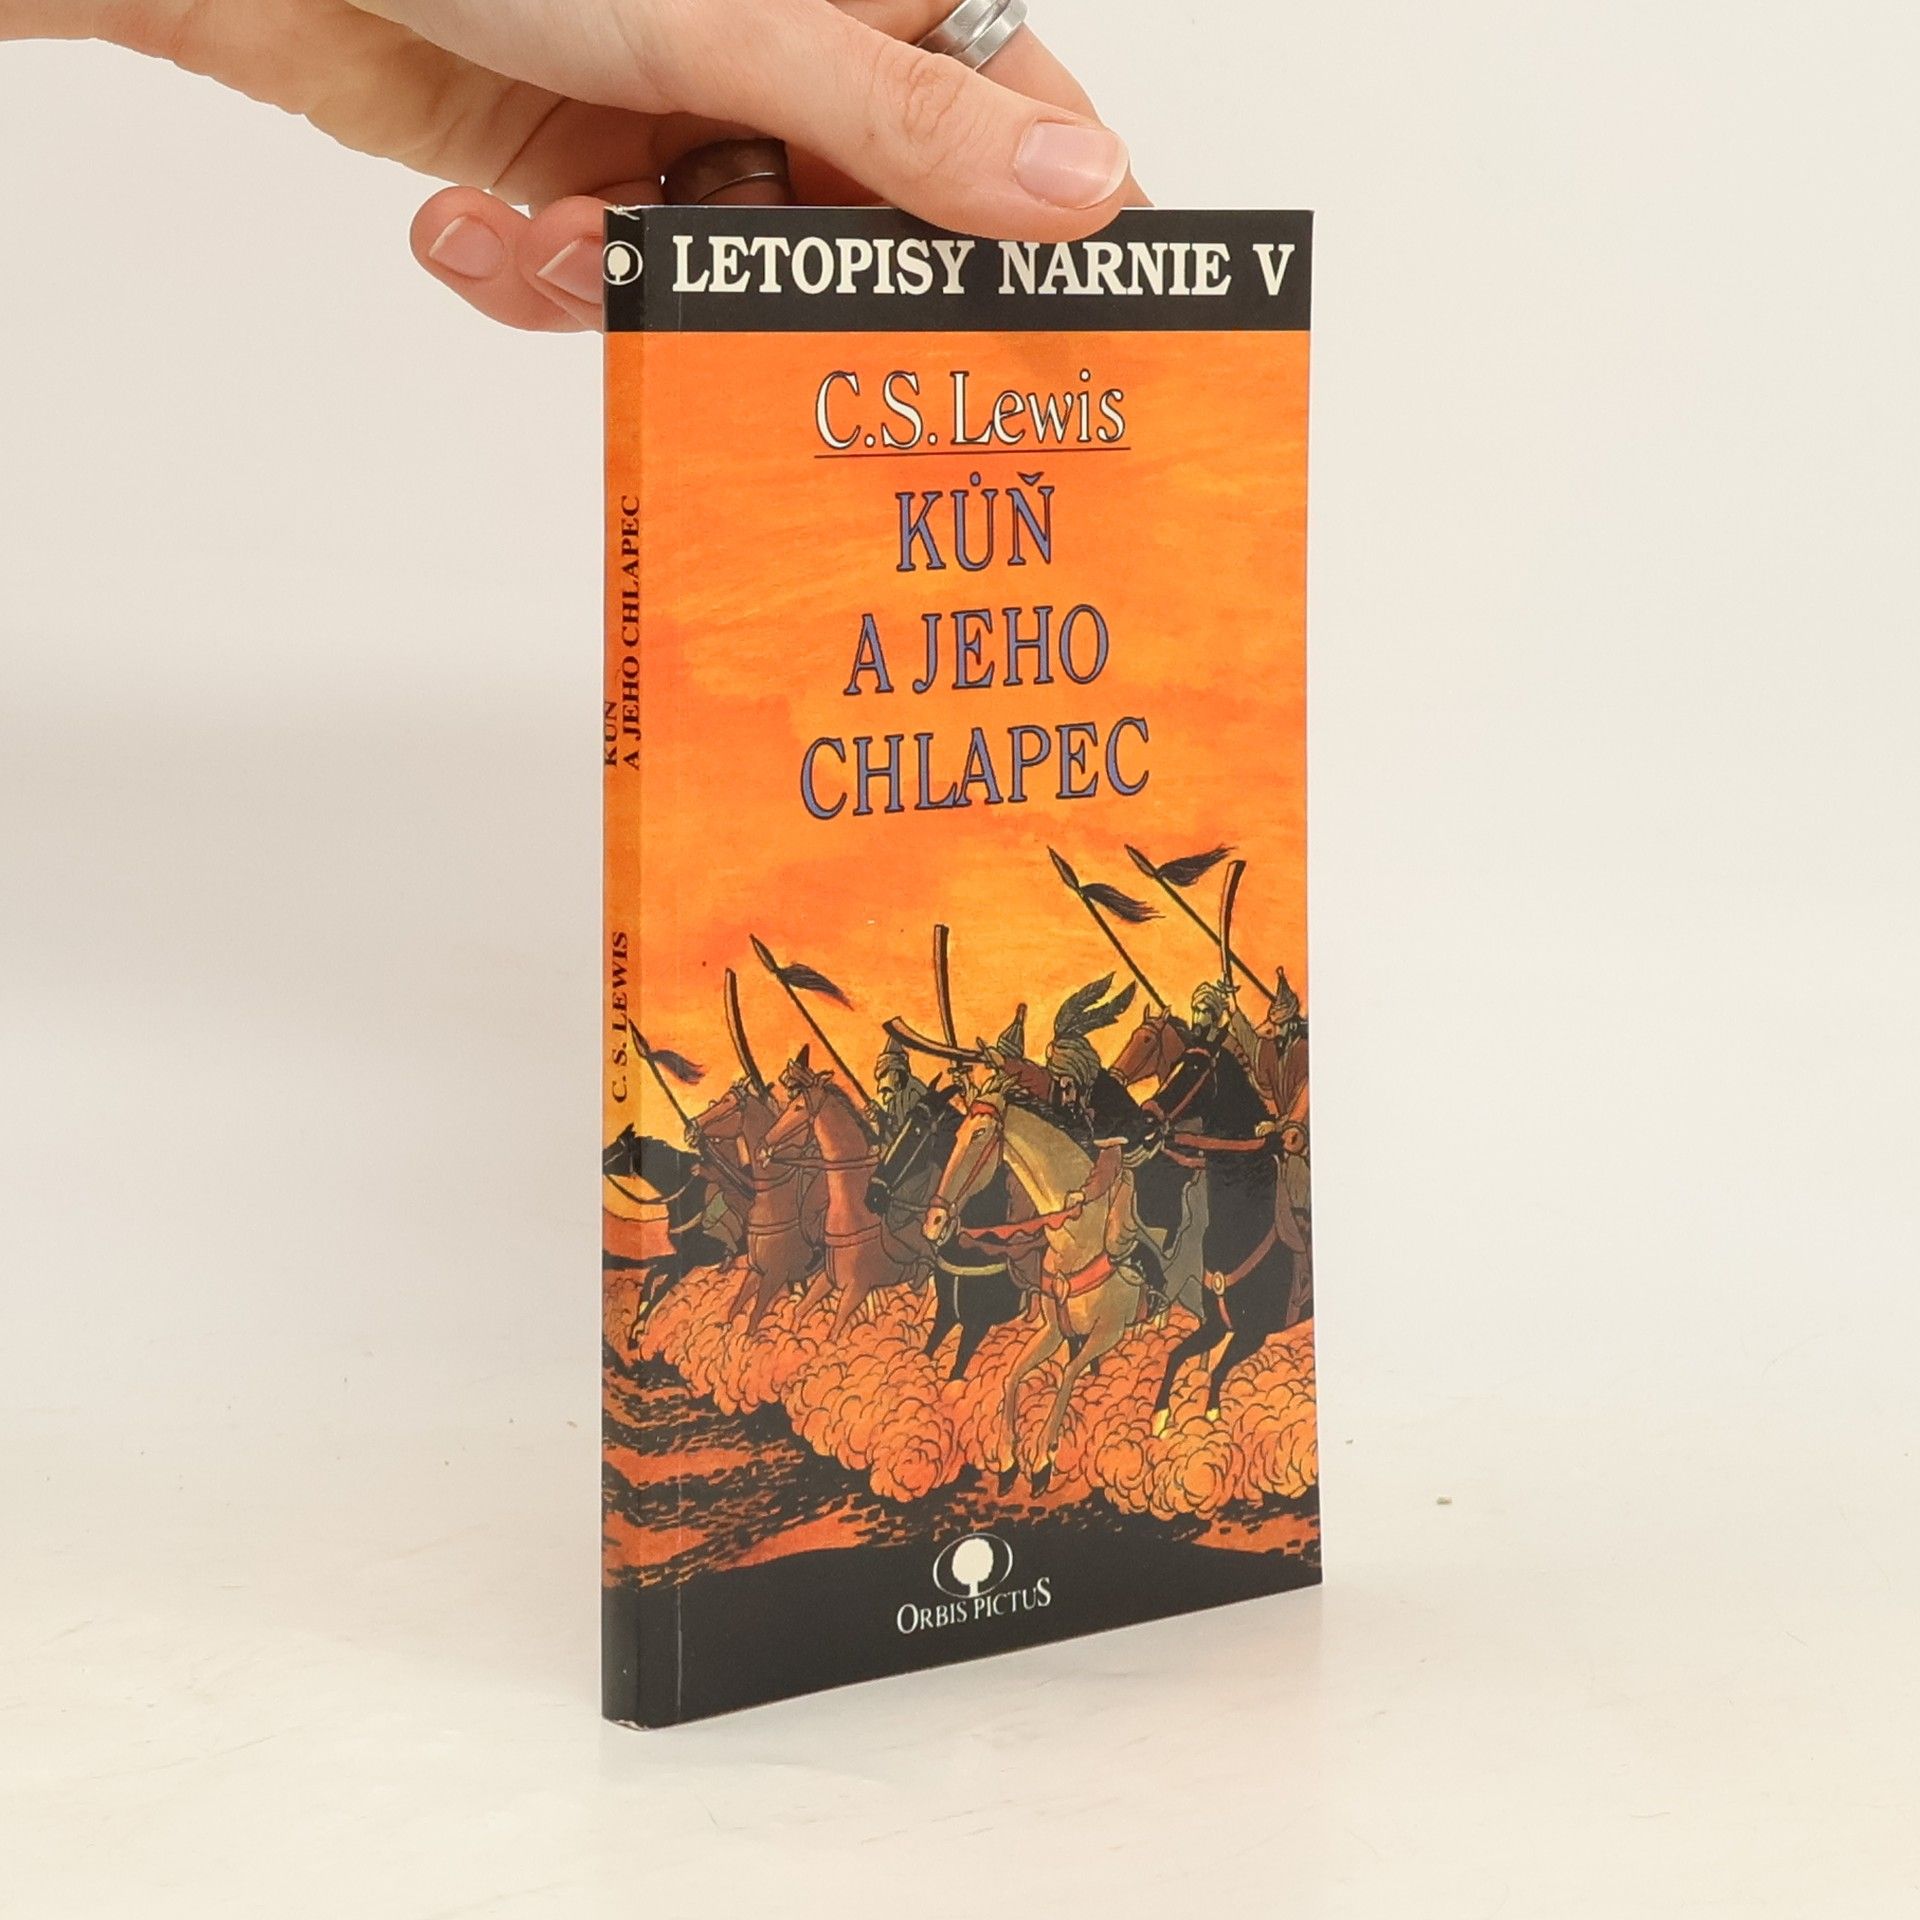 LETOPISY NARNIE V
C.S. Lewis
KŮŇ
A JEHO
CHLAPEC
ORBIS PICTUS
KŮŇ
A JEHO CHLAPEC
C. S. LEWIS